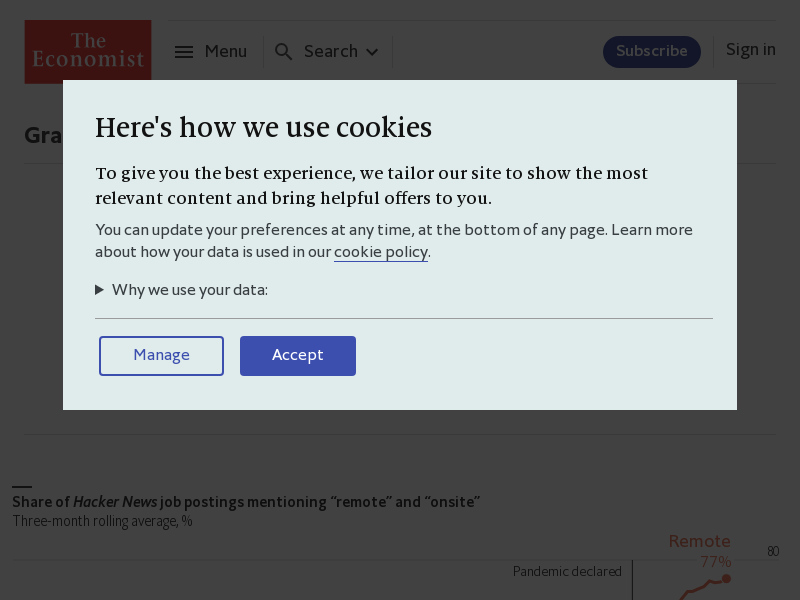 The
Economist
Menu
Search
Subscribe
Sign in
Gra
Here's how we use cookies
To give you the best experience, we tailor our site to show the most
relevant content and bring helpful offers to you.
You can update your preferences at any time, at the bottom of any page. Learn more
about how your data is used in our cookie policy.
Why we use your data:
Manage
Accept
Share of Hacker News job postings mentioning “remote” and “onsite”
Three-month rolling average, %
Remote
77%
80
Pandemic declared